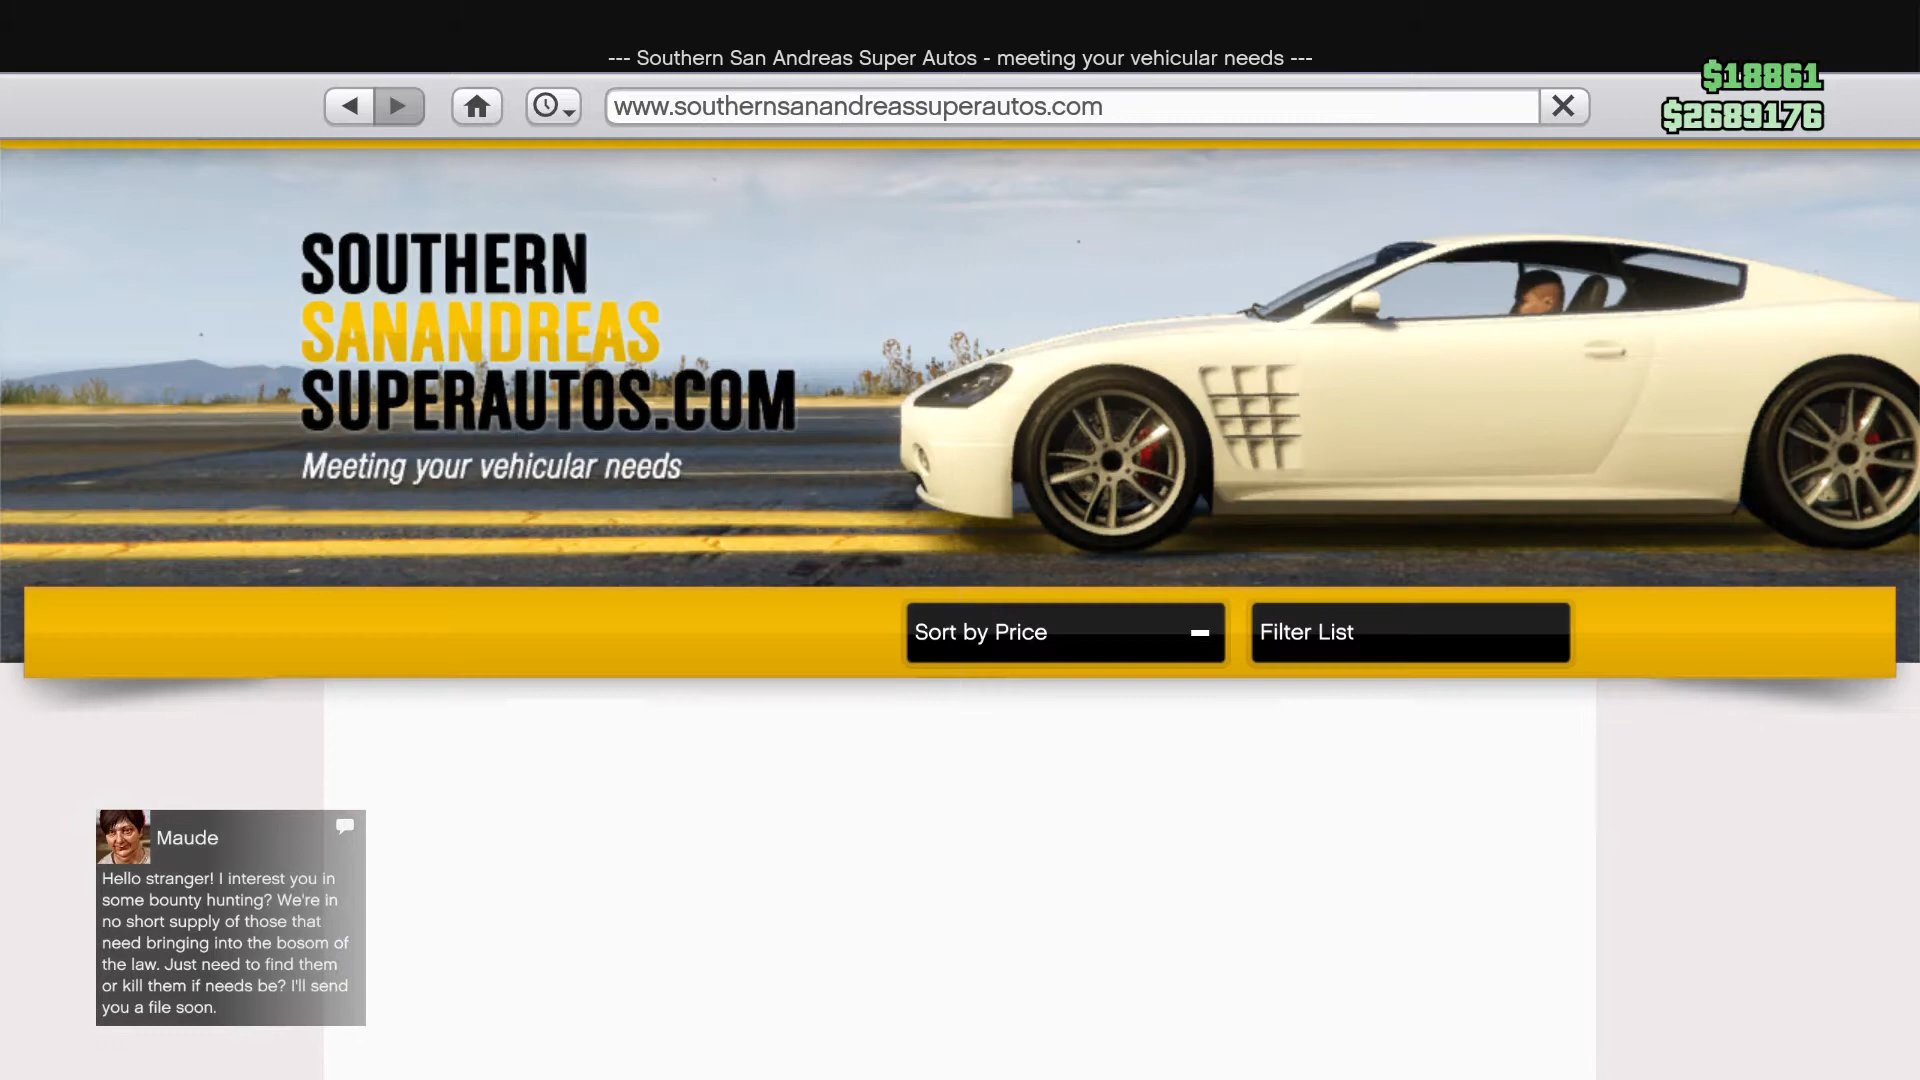 --- Southern San Andreas Super Autos - meeting your vehicular needs ---
www.southernsanandreassuperautos.com
$18861
$2689176
SOUTHERN
SANANDREAS
SUPERAUTOS.COM
Meeting your vehicular needs
Sort by Price
Filter List
Maude
Hello stranger! I interest you in
some bounty hunting? We're in
no short supply of those that
need bringing into the bosom of
the law. Just need to find them
or kill them if needs be? I'll send
you a file soon.